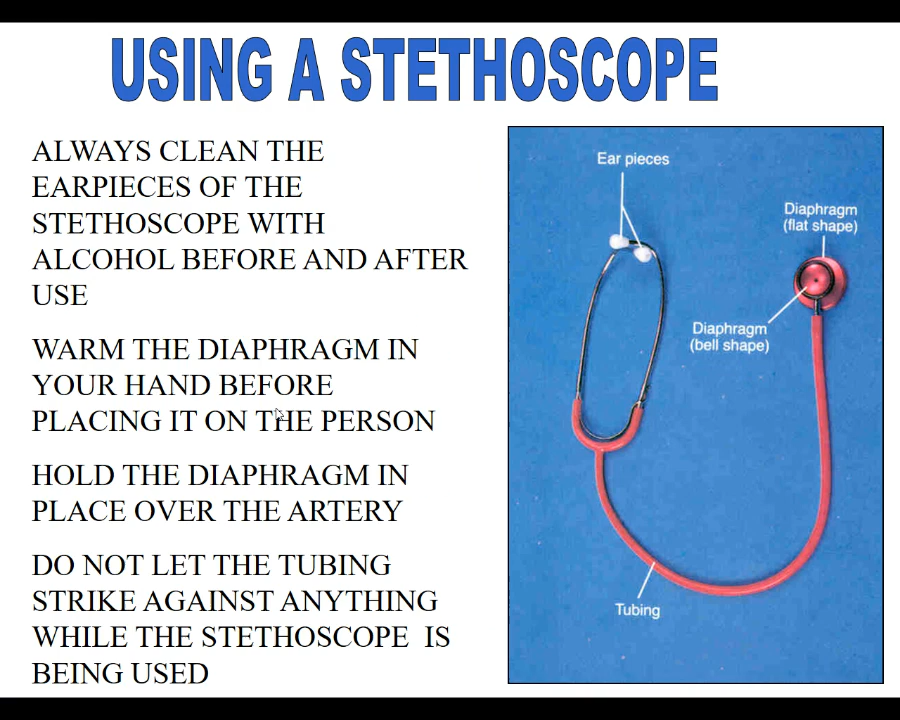 USING A STETHOSCOPE
ALWAYS CLEAN THE
EARPIECES OF THE
STETHOSCOPE WITH
ALCOHOL BEFORE AND AFTER
USE
WARM THE DIAPHRAGM IN
YOUR HAND BEFORE
PLACING IT ON THE PERSON
HOLD THE DIAPHRAGM IN
PLACE OVER THE ARTERY
DO NOT LET THE TUBING
STRIKE AGAINST ANYTHING
WHILE THE STETHOSCOPE  IS
BEING USED
Ear pieces
Diaphragm
(flat shape)
Diaphragm
(bell shape)
Tubing